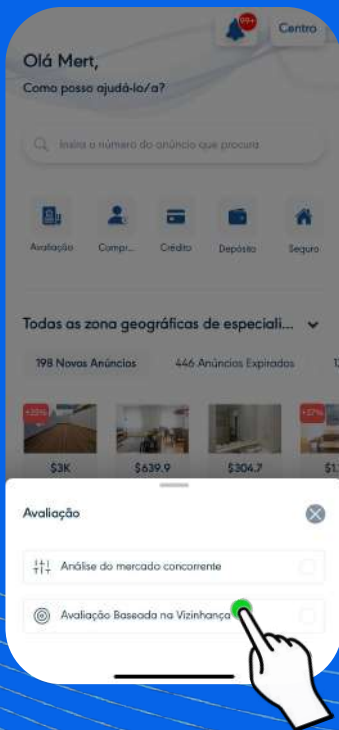 99+
Centro
Olá Mert,
Como posso ajudá-lo/a?
Insira o número do anúncio que procura
Avaliação Compr... Crédito Depósito Seguro
Todas as zona geográficas de especiali...
198 Novos Anúncios 446 Anúncios Expirados
+35% +37%
$3K $639.9 $304.7
Avaliação
Análise do mercado concorrente
Avaliação Baseada na Vizinhança